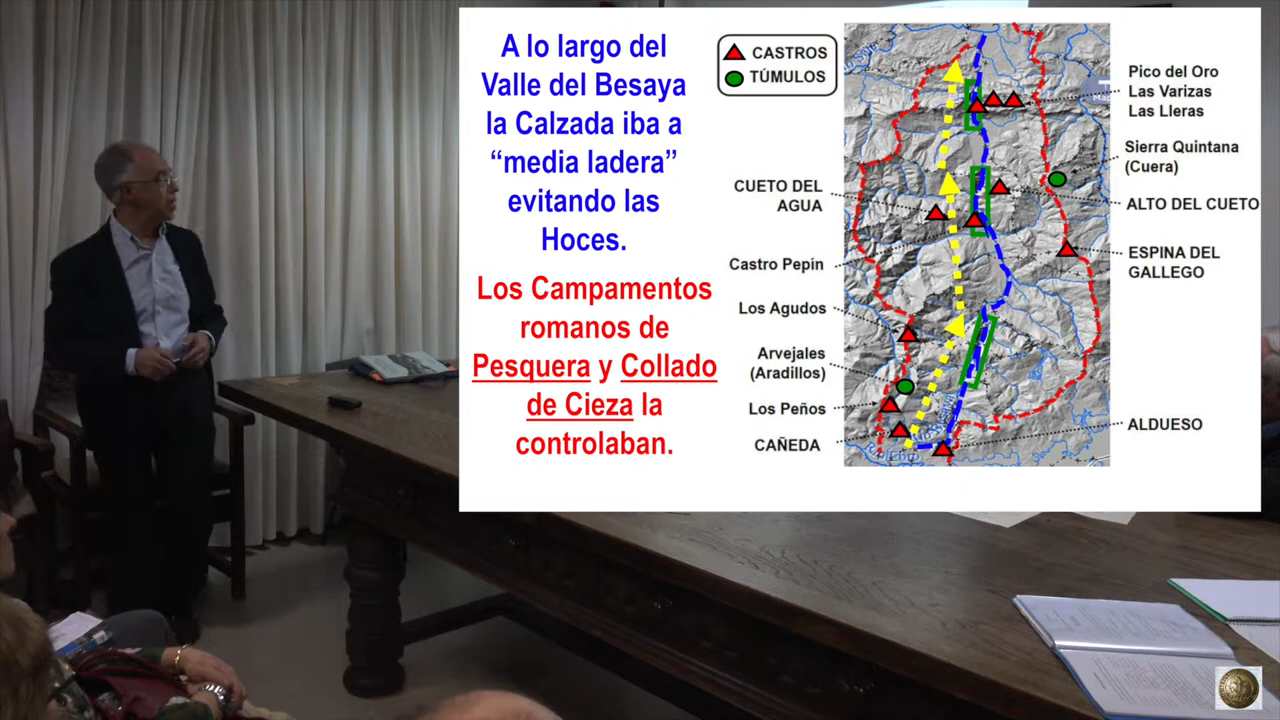 A lo largo del
Valle del Besaya
la Calzada iba a
“media ladera”
evitando las
Hoces.
Los Campamentos
romanos de
Pesquera y Collado
de Cieza la
controlaban.
CASTROS
TÚMULOS
Pico del Oro
Las Varizas
Las Lleras
Sierra Quintana
(Cuera)
CUETO DEL
AGUA
ALTO DEL CUETO
ESPINA DEL
GALLEGO
Castro Pepín
Los Agudos
Arvejales
(Aradillos)
Los Peños
CAÑEDA
ALDUESO